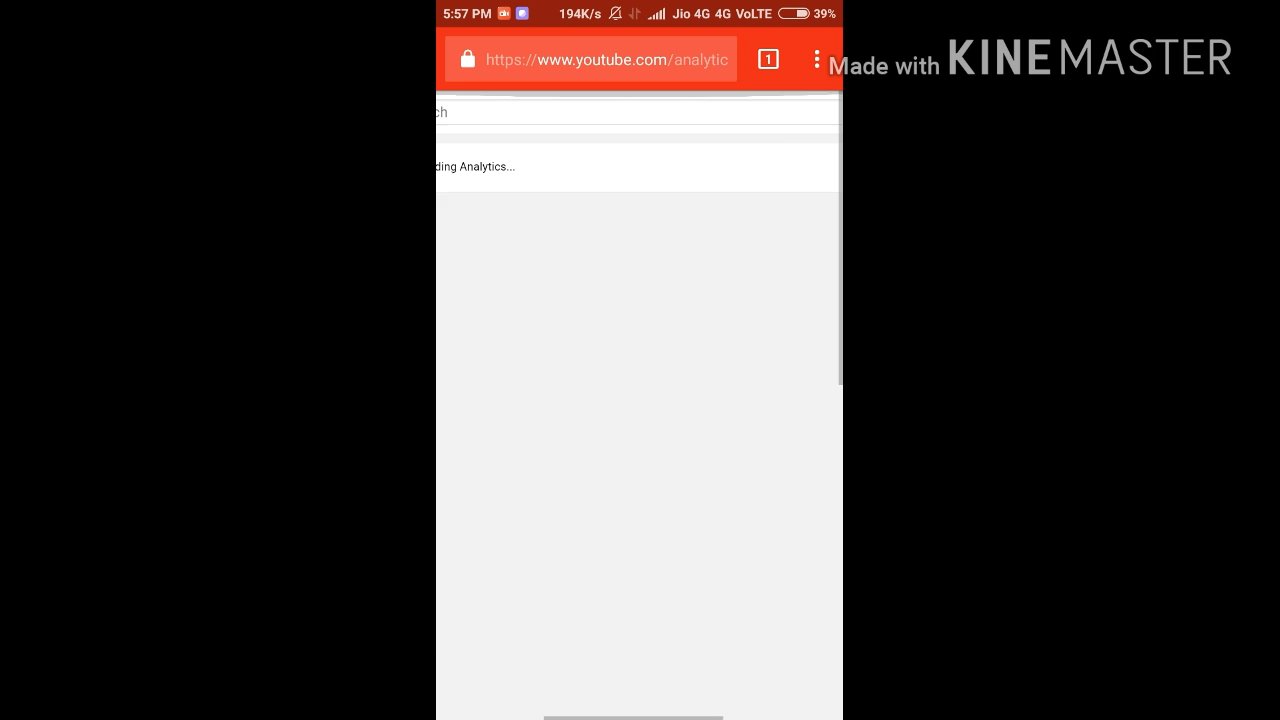 5:57 PM 194K/s Jio 4G 4G VoLTE 39%
https://www.youtube.com/analytic 1
Made with KINEMASTER
ch
ding Analytics...